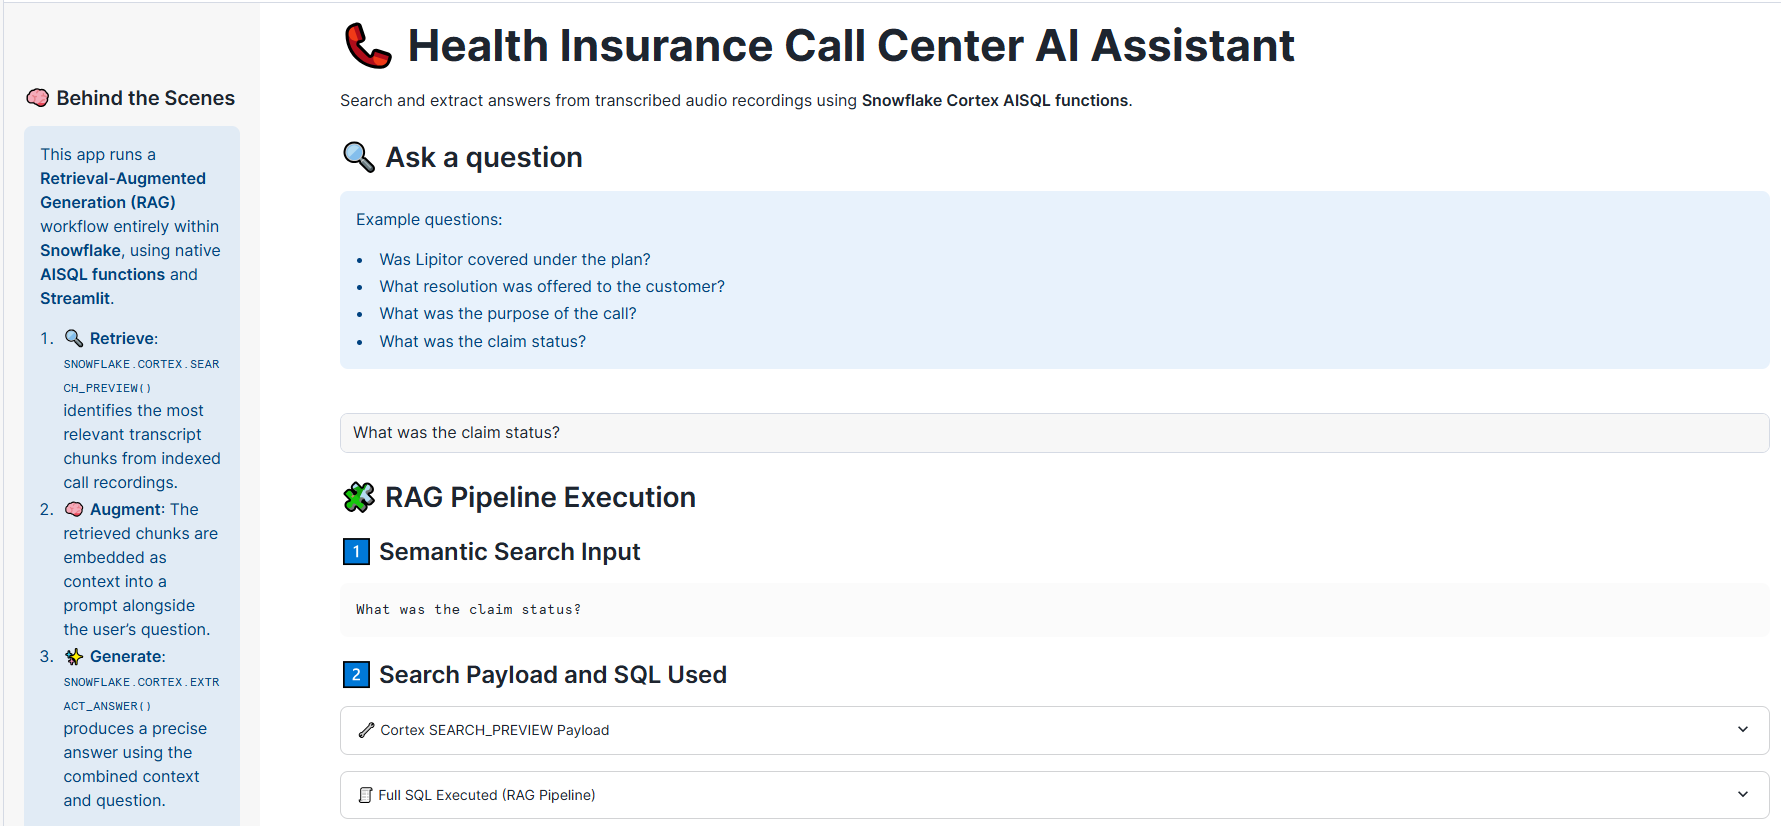 Behind the Scenes
This app runs a
Retrieval-Augmented
Generation (RAG)
workflow entirely within
Snowflake, using native
AISQL functions and
Streamlit.
1. Retrieve:
SNOWFLAKE.CORTEX.SEAR
CH_PREVIEW()
identifies the most
relevant transcript
chunks from indexed
call recordings.
2. Augment: The
retrieved chunks are
embedded as
context into a
prompt alongside
the user’s question.
3. Generate:
SNOWFLAKE.CORTEX.EXTR
ACT_ANSWER()
produces a precise
answer using the
combined context
and question.
Health Insurance Call Center AI Assistant
Search and extract answers from transcribed audio recordings using Snowflake Cortex AISQL functions.
Ask a question
Example questions:
• Was Lipitor covered under the plan?
• What resolution was offered to the customer?
• What was the purpose of the call?
• What was the claim status?
What was the claim status?
RAG Pipeline Execution
1 Semantic Search Input
What was the claim status?
2 Search Payload and SQL Used
Cortex SEARCH_PREVIEW Payload
Full SQL Executed (RAG Pipeline)